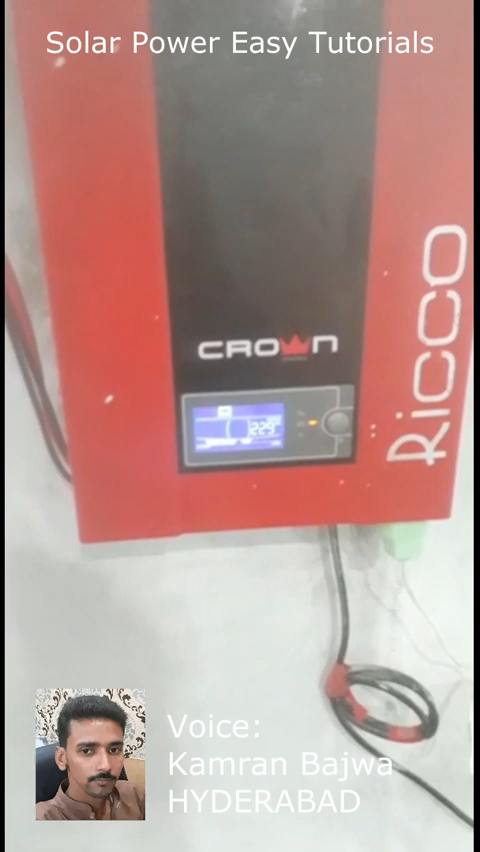 Solar Power Easy Tutorials
CROWN
RiCCO
229
Voice:
Kamran Bajwa
HYDERABAD